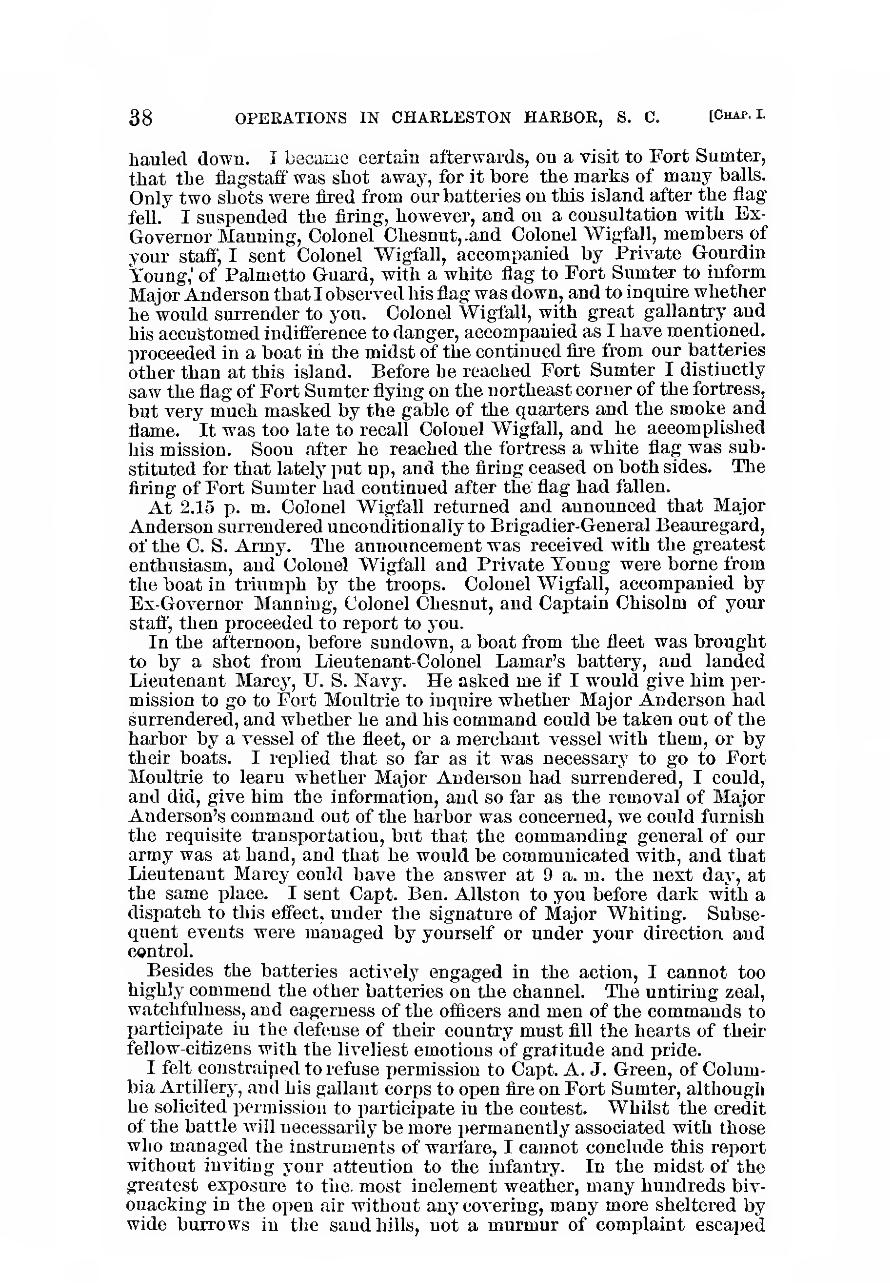 38 OPERATIONS IN CHARLESTON HARBOR, S. C. [CHAP. I.
hauled down. I became certain afterwards, on a visit to Fort Sumter,
that the flagstaff was shot away, for it bore the marks of many balls.
Only two shots were fired from our batteries on this island after the flag
fell. I suspended the firing, however, and on a consultation with Ex-
Governor Manning, Colonel Chesnut, and Colonel Wigfall, members of
your staff, I sent Colonel Wigfall, accompanied by Private Gourdin
Young, of Palmetto Guard, with a white flag to Fort Sumter to inform
Major Anderson that I observed his flag was down, and to inquire whether
he would surrender to you. Colonel Wigfall, with great gallantry and
his accustomed indifference to danger, accompanied as I have mentioned,
proceeded in a boat in the midst of the continued fire from our batteries
other than at this island. Before he reached Fort Sumter I distinctly
saw the flag of Fort Sumter flying on the northeast corner of the fortress,
but very much masked by the gable of the quarters and the smoke and
flame. It was too late to recall Colonel Wigfall, and he accomplished
his mission. Soon after he reached the fortress a white flag was sub-
stituted for that lately put up, and the firing ceased on both sides. The
firing of Fort Sumter had continued after the flag had fallen.
At 2.15 p. m. Colonel Wigfall returned and announced that Major
Anderson surrendered unconditionally to Brigadier-General Beauregard,
of the C. S. Army. The announcement was received with the greatest
enthusiasm, and Colonel Wigfall and Private Young were borne from
the boat in triumph by the troops. Colonel Wigfall, accompanied by
Ex-Governor Manning, Colonel Chesnut, and Captain Chisolm of your
staff, then proceeded to report to you.
In the afternoon, before sundown, a boat from the fleet was brought
to by a shot from Lieutenant-Colonel Lamar's battery, and landed
Lieutenant Marcy, U. S. Navy. He asked me if I would give him per-
mission to go to Fort Moultrie to inquire whether Major Anderson had
surrendered, and whether he and his command could be taken out of the
harbor by a vessel of the fleet, or a merchant vessel with them, or by
their boats. I replied that so far as it was necessary to go to Fort
Moultrie to learn whether Major Anderson had surrendered, I could,
and did, give him the information, and so far as the removal of Major
Anderson's command out of the harbor was concerned, we could furnish
the requisite transportation, but that the commanding general of our
army was at hand, and that he would be communicated with, and that
Lieutenant Marcy could have the answer at 9 a. m. the next day, at
the same place. I sent Capt. Ben. Allston to you before dark with a
dispatch to this effect, under the signature of Major Whiting. Subse-
quent events were managed by yourself or under your direction and
control.
Besides the batteries actively engaged in the action, I cannot too
highly commend the other batteries on the channel. The untiring zeal,
watchfulness, and eagerness of the officers and men of the commands to
participate in the defense of their country must fill the hearts of their
fellow-citizens with the liveliest emotions of gratitude and pride.
I felt constrained to refuse permission to Capt. A. J. Green, of Colum-
bia Artillery, and his gallant corps to open fire on Fort Sumter, although
he solicited permission to participate in the contest. Whilst the credit
of the battle will necessarily be more permanently associated with those
who managed the instruments of warfare, I cannot conclude this report
without inviting your attention to the infantry. In the midst of the
greatest exposure to the most inclement weather, many hundreds biv-
ouacking in the open air without any covering, many more sheltered by
wide burrows in the sand hills, not a murmur of complaint escaped